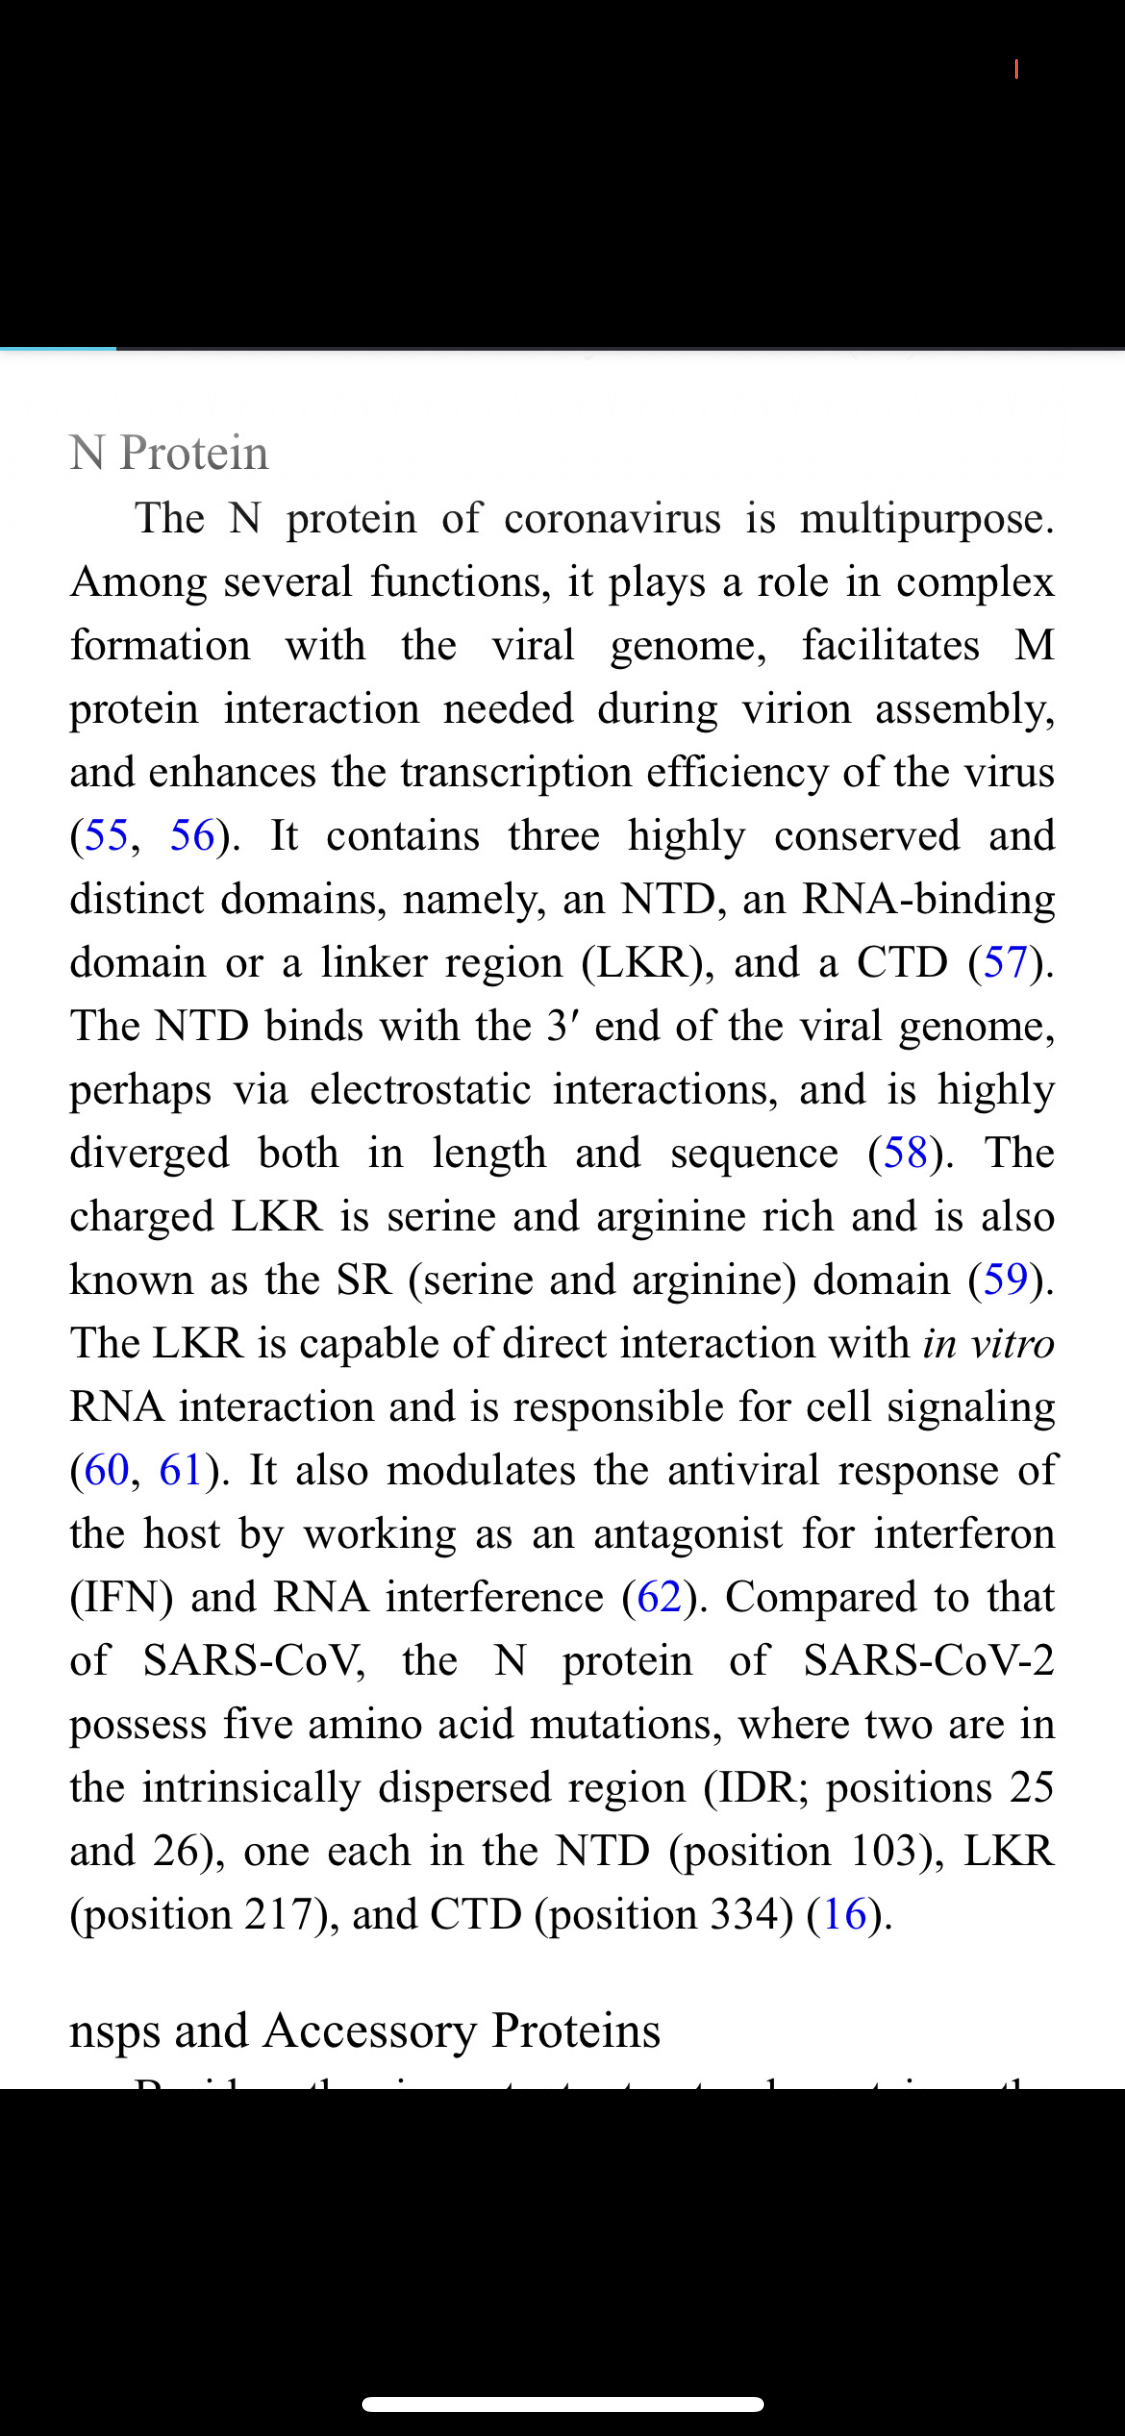 N Protein
The N protein of coronavirus is multipurpose.
Among several functions, it plays a role in complex
formation with the viral genome, facilitates M
protein interaction needed during virion assembly,
and enhances the transcription efficiency of the virus
(55, 56). It contains three highly conserved and
distinct domains, namely, an NTD, an RNA-binding
domain or a linker region (LKR), and a CTD (57).
The NTD binds with the 3′ end of the viral genome,
perhaps via electrostatic interactions, and is highly
diverged both in length and sequence (58). The
charged LKR is serine and arginine rich and is also
known as the SR (serine and arginine) domain (59).
The LKR is capable of direct interaction with in vitro
RNA interaction and is responsible for cell signaling
(60, 61). It also modulates the antiviral response of
the host by working as an antagonist for interferon
(IFN) and RNA interference (62). Compared to that
of SARS-CoV, the N protein of SARS-CoV-2
possess five amino acid mutations, where two are in
the intrinsically dispersed region (IDR; positions 25
and 26), one each in the NTD (position 103), LKR
(position 217), and CTD (position 334) (16).
nsps and Accessory Proteins